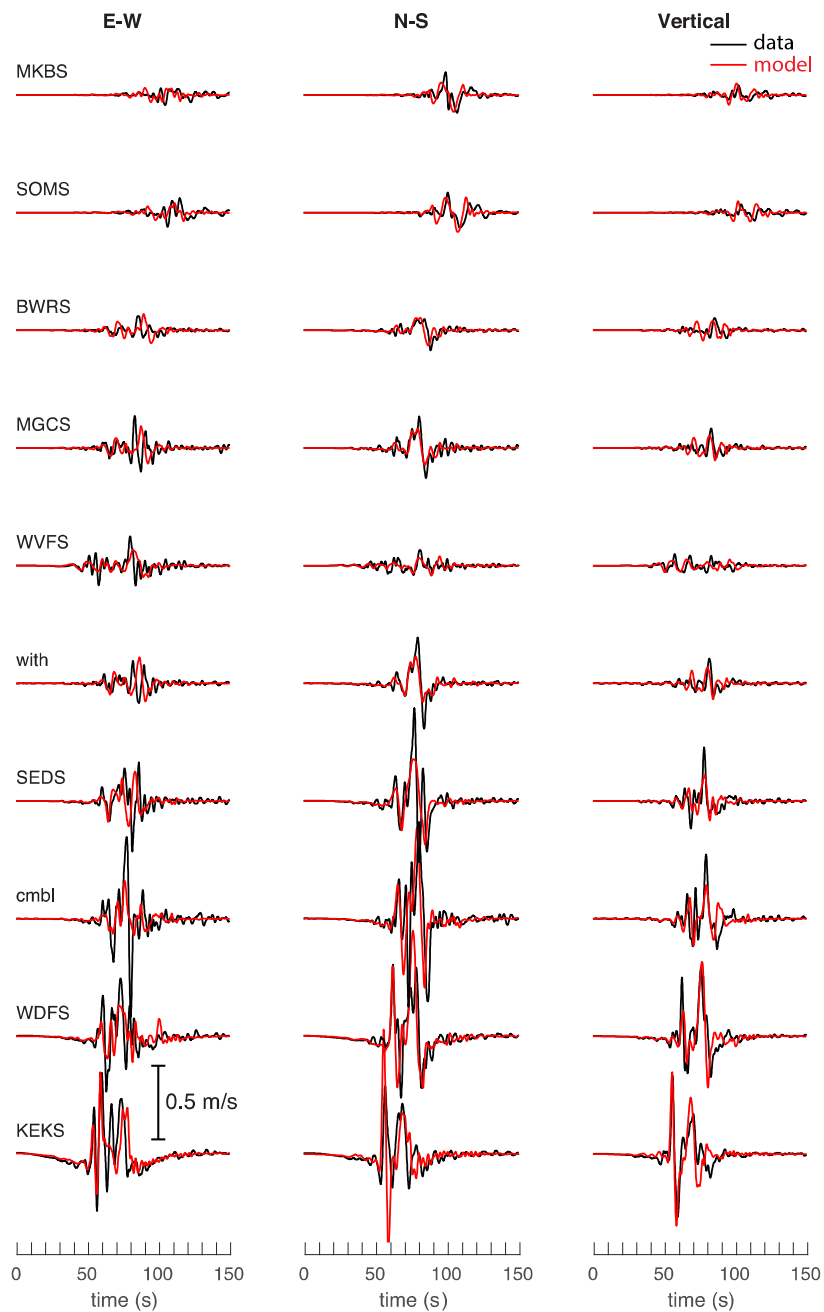 E-W N-S Vertical
data
model
MKBS
SOMS
BWRS
MGCS
WVFS
with
SEDS
cmbl
WDFS
0.5 m/s
KEKS
0 50 100 150 0 50 100 150 0 50 100 150
time (s) time (s) time (s)